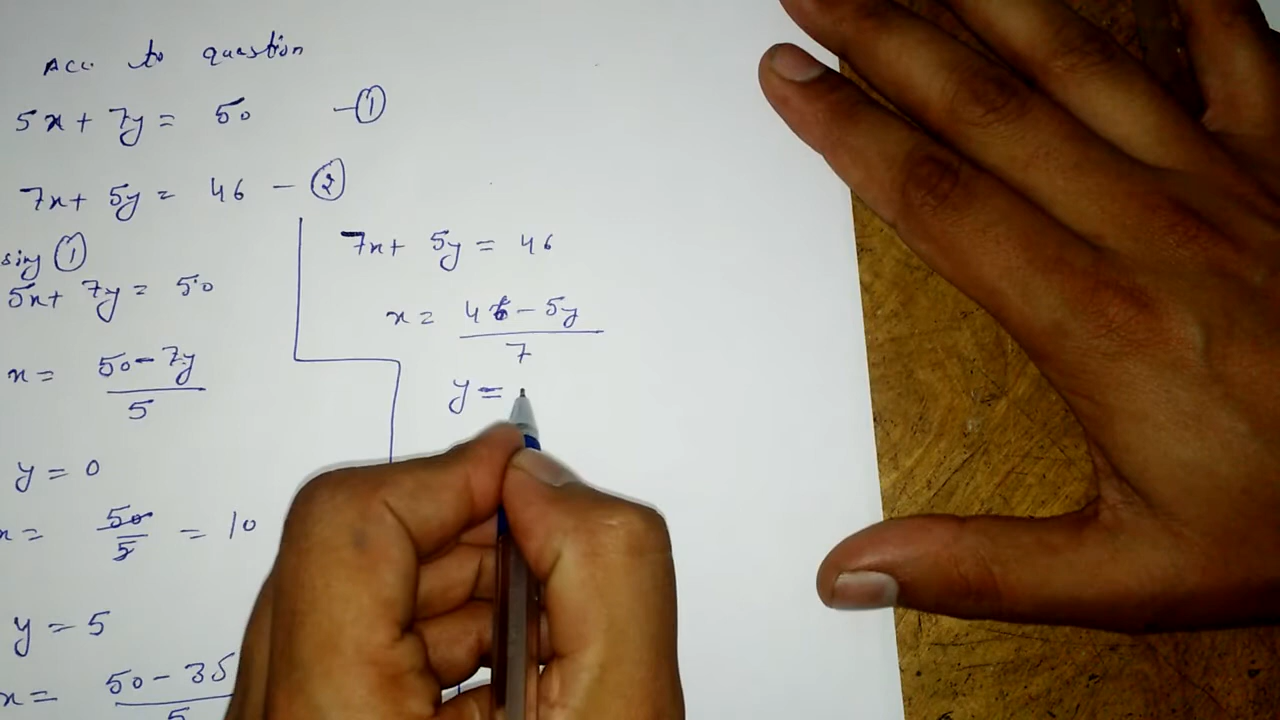 Acc. to question
5x + 7y = 50 — ①
7x + 5y = 46 — ②
sing ①
5x + 7y = 50
x = 50 - 7y / 5
y = 0
x = 50 / 5 = 10
y = 5
x = 50 - 35 / 5
7x + 5y = 46
x = 46 - 5y / 7
y =